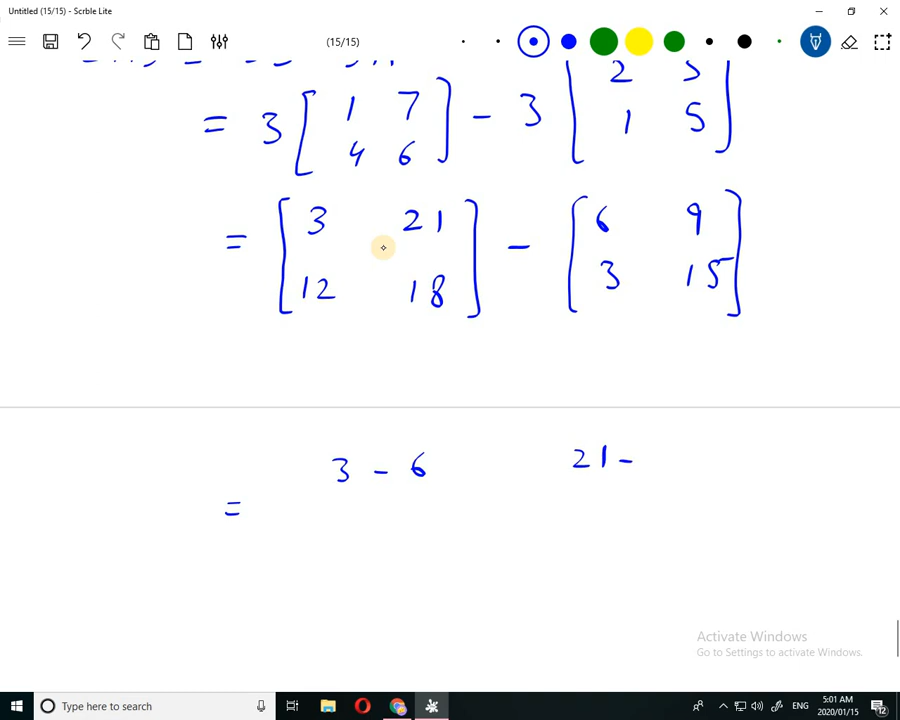 Untitled (15/15) - Scrble Lite
(15/15)
2 3
= 3 [ 1 7 ] - 3 [ 1 5 ]
4 6
= [ 3 21 ] - [ 6 9 ]
12 18 3 15
3 - 6 21 -
=
Activate Windows
Go to Settings to activate Windows.
Type here to search
ENG
5:01 AM
2020/01/15
12